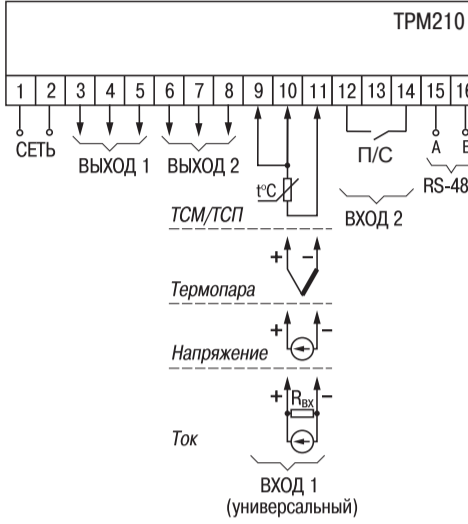 ТРМ210
1 2 3 4 5 6 7 8 9 10 11 12 13 14 15 16
СЕТЬ
ВЫХОД 1
ВЫХОД 2
П/С
A
B
RS-48
ВХОД 2
t°C
ТСМ/ТСП
+ –
Термопара
+ –
Напряжение
+ Rвх –
Ток
ВХОД 1
(универсальный)